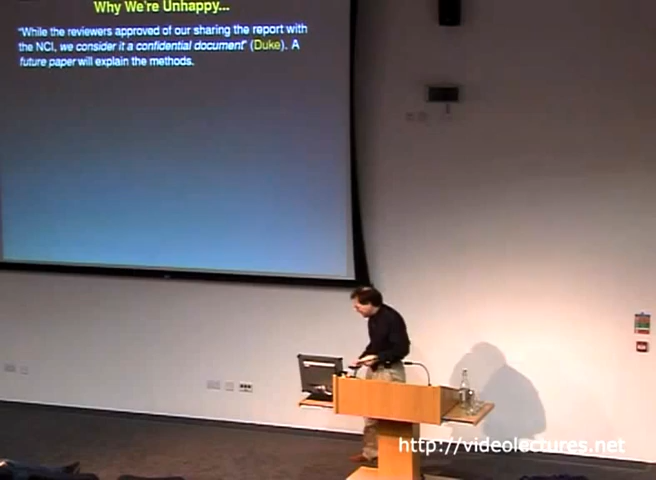 Why We're Unhappy...
"While the reviewers approved of our sharing the report with
the NCI, we consider it a confidential document" (Duke). A
future paper will explain the methods.
http://videolectures.net